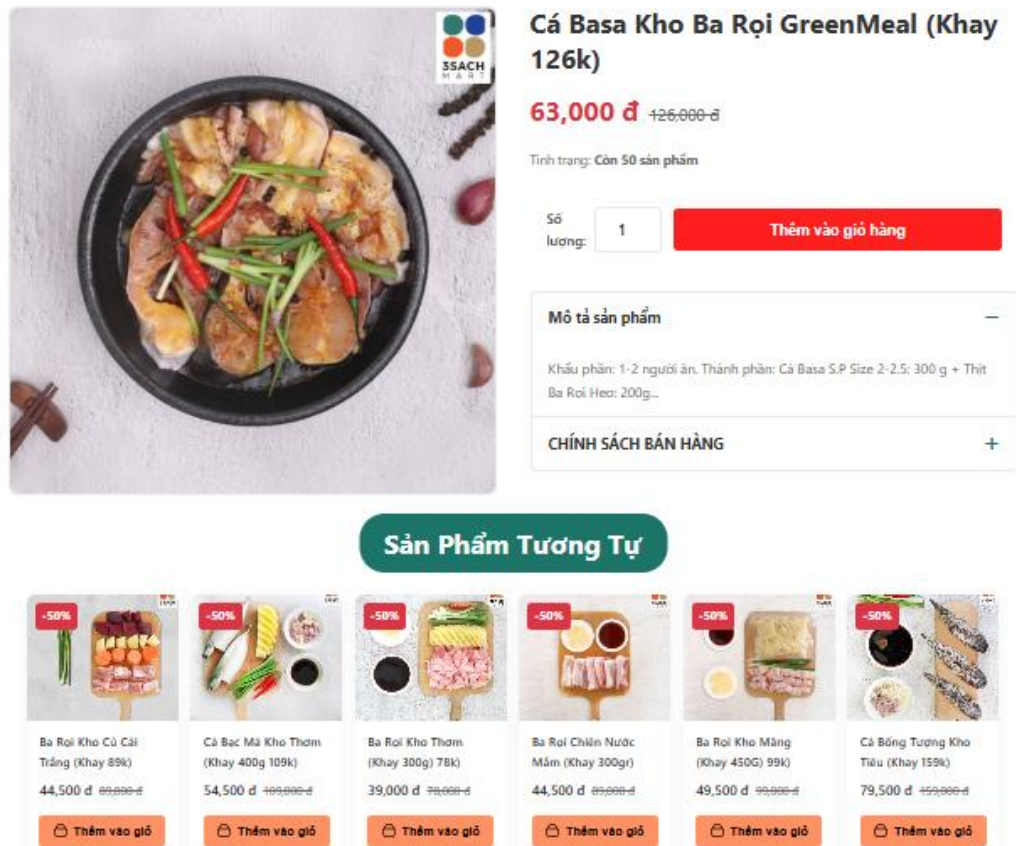 3SACH
MART
Cá Basa Kho Ba Rọi GreenMeal (Khay
126k)
63,000 đ 126,000 đ
Tình trạng: Còn 50 sản phẩm
Số
lượng:
1
Thêm vào giỏ hàng
Mô tả sản phẩm
Khẩu phần: 1-2 người ăn. Thành phần: Cá Basa S.P Size 2-2.5: 300 g + Thịt
Ba Rọi Heo: 200g...
CHÍNH SÁCH BÁN HÀNG
Sản Phẩm Tương Tự
-50%
Ba Rọi Kho Củ Cải
Trắng (Khay 89k)
44,500 đ 89,000 đ
Thêm vào giỏ
-50%
Cá Bạc Má Kho Thơm
(Khay 400g 109k)
54,500 đ 109,000 đ
Thêm vào giỏ
-50%
Ba Rọi Kho Thơm
(Khay 300g) 78k)
39,000 đ 78,000 đ
Thêm vào giỏ
-50%
Ba Rọi Chiên Nước
Mắm (Khay 300gr)
44,500 đ 89,000 đ
Thêm vào giỏ
-50%
Ba Rọi Kho Măng
(Khay 450G) 99k)
49,500 đ 99,000 đ
Thêm vào giỏ
-50%
Cá Bống Tượng Kho
Tiêu (Khay 159k)
79,500 đ 159,000 đ
Thêm vào giỏ